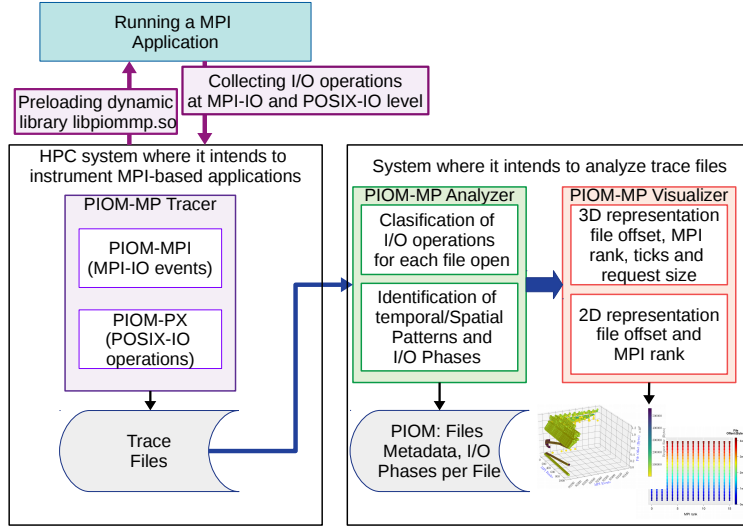 Running a MPI
Application
Preloading dynamic
library libpiommp.so
Collecting I/O operations
at MPI-IO and POSIX-IO level
HPC system where it intends to
instrument MPI-based applications
PIOM-MP Tracer
PIOM-MPI
(MPI-IO events)
PIOM-PX
(POSIX-IO
operations)
Trace
Files
System where it intends to analyze trace files
PIOM-MP Analyzer
Clasification of
I/O operations
for each file open
Identification of
temporal/Spatial
Patterns and
I/O Phases
PIOM: Files
Metadata, I/O
Phases per File
PIOM-MP Visualizer
3D representation
file offset, MPI
rank, ticks and
request size
2D representation
file offset and
MPI rank
MPI rank